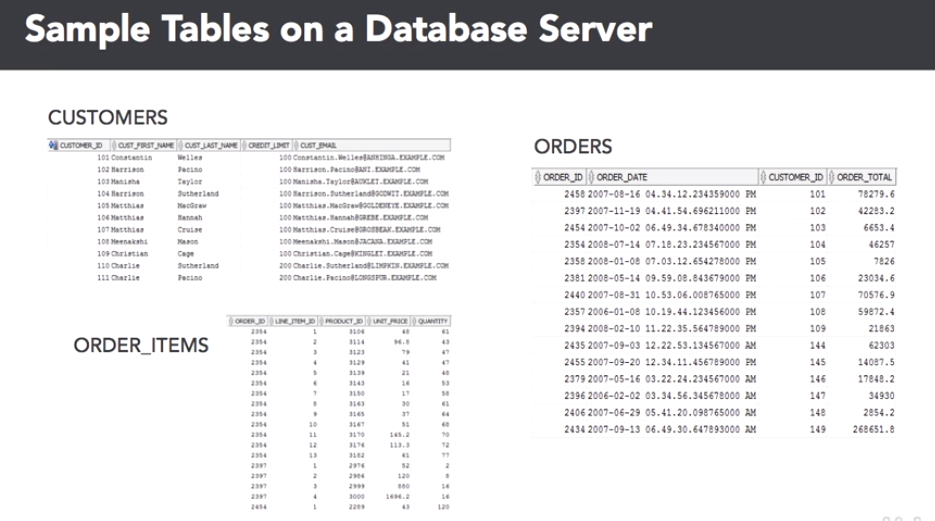 Sample Tables on a Database Server
CUSTOMERS
CUSTOMER_ID CUST_FIRST_NAME CUST_LAST_NAME CREDIT_LIMIT CUST_EMAIL
101 Constantin Welles 100 Constantin.Welles@ANHINGA.EXAMPLE.COM
102 Harrison Pacino 100 Harrison.Pacino@ANI.EXAMPLE.COM
103 Manisha Taylor 100 Manisha.Taylor@AUKLET.EXAMPLE.COM
104 Harrison Sutherland 100 Harrison.Sutherland@GODWIT.EXAMPLE.COM
105 Matthias MacGraw 100 Matthias.MacGraw@GOLDENEYE.EXAMPLE.COM
106 Matthias Hannah 100 Matthias.Hannah@GREBE.EXAMPLE.COM
107 Matthias Cruise 100 Matthias.Cruise@GROSBEAK.EXAMPLE.COM
108 Meenakshi Mason 100 Meenakshi.Mason@JACANA.EXAMPLE.COM
109 Christian Cage 100 Christian.Cage@KINGLET.EXAMPLE.COM
110 Charlie Sutherland 200 Charlie.Sutherland@LIMPKIN.EXAMPLE.COM
111 Charlie Pacino 200 Charlie.Pacino@LONGSPUR.EXAMPLE.COM
ORDERS
ORDER_ID ORDER_DATE CUSTOMER_ID ORDER_TOTAL
2458 2007-08-16 04.34.12.234359000 PM 101 78279.6
2397 2007-11-19 04.41.54.696211000 PM 102 42283.2
2454 2007-10-02 06.49.34.678340000 PM 103 6653.4
2354 2008-07-14 07.18.23.234567000 PM 104 46257
2358 2008-01-08 07.03.12.654278000 PM 105 7826
2381 2008-05-14 09.59.08.843679000 PM 106 23034.6
2440 2007-08-31 10.53.06.008765000 PM 107 70576.9
2357 2006-01-08 10.19.44.123456000 PM 108 59872.4
2394 2008-02-10 11.22.35.564789000 PM 109 21863
2435 2007-09-03 12.22.53.134567000 AM 144 62303
2455 2007-09-20 12.34.11.456789000 PM 145 14087.5
2379 2007-05-16 03.22.24.234567000 AM 146 17848.2
2396 2006-02-02 03.34.56.345678000 AM 147 34930
2406 2007-06-29 05.41.20.098765000 AM 148 2854.2
2434 2007-09-13 06.49.30.647893000 AM 149 268651.8
ORDER_ITEMS
ORDER_ID LINE_ITEM_ID PRODUCT_ID UNIT_PRICE QUANTITY
2354 1 3106 48 61
2354 2 3114 96.8 43
2354 3 3123 79 47
2354 4 3129 41 47
2354 5 3139 21 48
2354 6 3143 16 53
2354 7 3150 17 58
2354 8 3163 30 61
2354 9 3165 37 64
2354 10 3167 51 68
2354 11 3170 145.2 70
2354 12 3176 113.3 72
2354 13 3182 61 77
2397 1 2976 52 2
2397 2 2986 120 8
2397 3 2999 880 16
2397 4 3000 1696.2 16
2454 1 2289 43 120